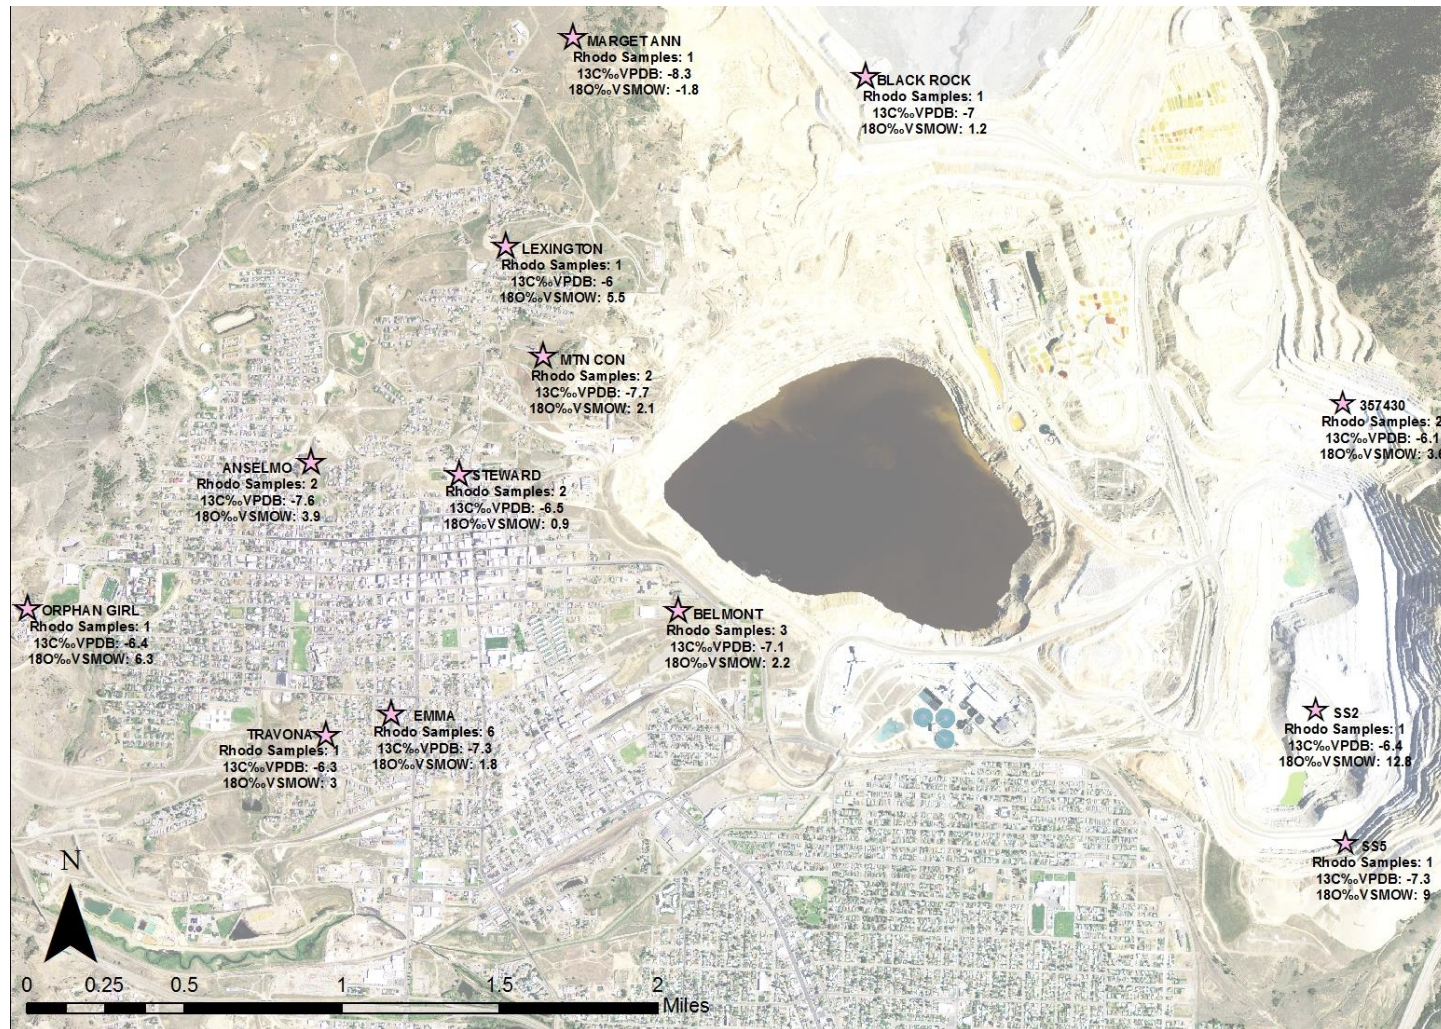 MARGET ANN
Rhodo Samples: 1
13C‰VPDB: -8.3
18O‰VSMOW: -1.8
BLACK ROCK
Rhodo Samples: 1
13C‰VPDB: -7
18O‰VSMOW: 1.2
LEXINGTON
Rhodo Samples: 1
13C‰VPDB: -6
18O‰VSMOW: 5.5
MTN CON
Rhodo Samples: 2
13C‰VPDB: -7.7
18O‰VSMOW: 2.1
357430
Rhodo Samples: 2
13C‰VPDB: -6.1
18O‰VSMOW: 3.6
ANSELMO
Rhodo Samples: 2
13C‰VPDB: -7.6
18O‰VSMOW: 3.9
STEWARD
Rhodo Samples: 2
13C‰VPDB: -6.5
18O‰VSMOW: 0.9
ORPHAN GIRL
Rhodo Samples: 1
13C‰VPDB: -6.4
18O‰VSMOW: 6.3
BELMONT
Rhodo Samples: 3
13C‰VPDB: -7.1
18O‰VSMOW: 2.2
TRAVONA
Rhodo Samples: 1
13C‰VPDB: -6.3
18O‰VSMOW: 3
EMMA
Rhodo Samples: 6
13C‰VPDB: -7.3
18O‰VSMOW: 1.8
SS2
Rhodo Samples: 1
13C‰VPDB: -6.4
18O‰VSMOW: 12.8
SS5
Rhodo Samples: 1
13C‰VPDB: -7.3
18O‰VSMOW: 9
N
0 0.25 0.5 1 1.5 2
Miles